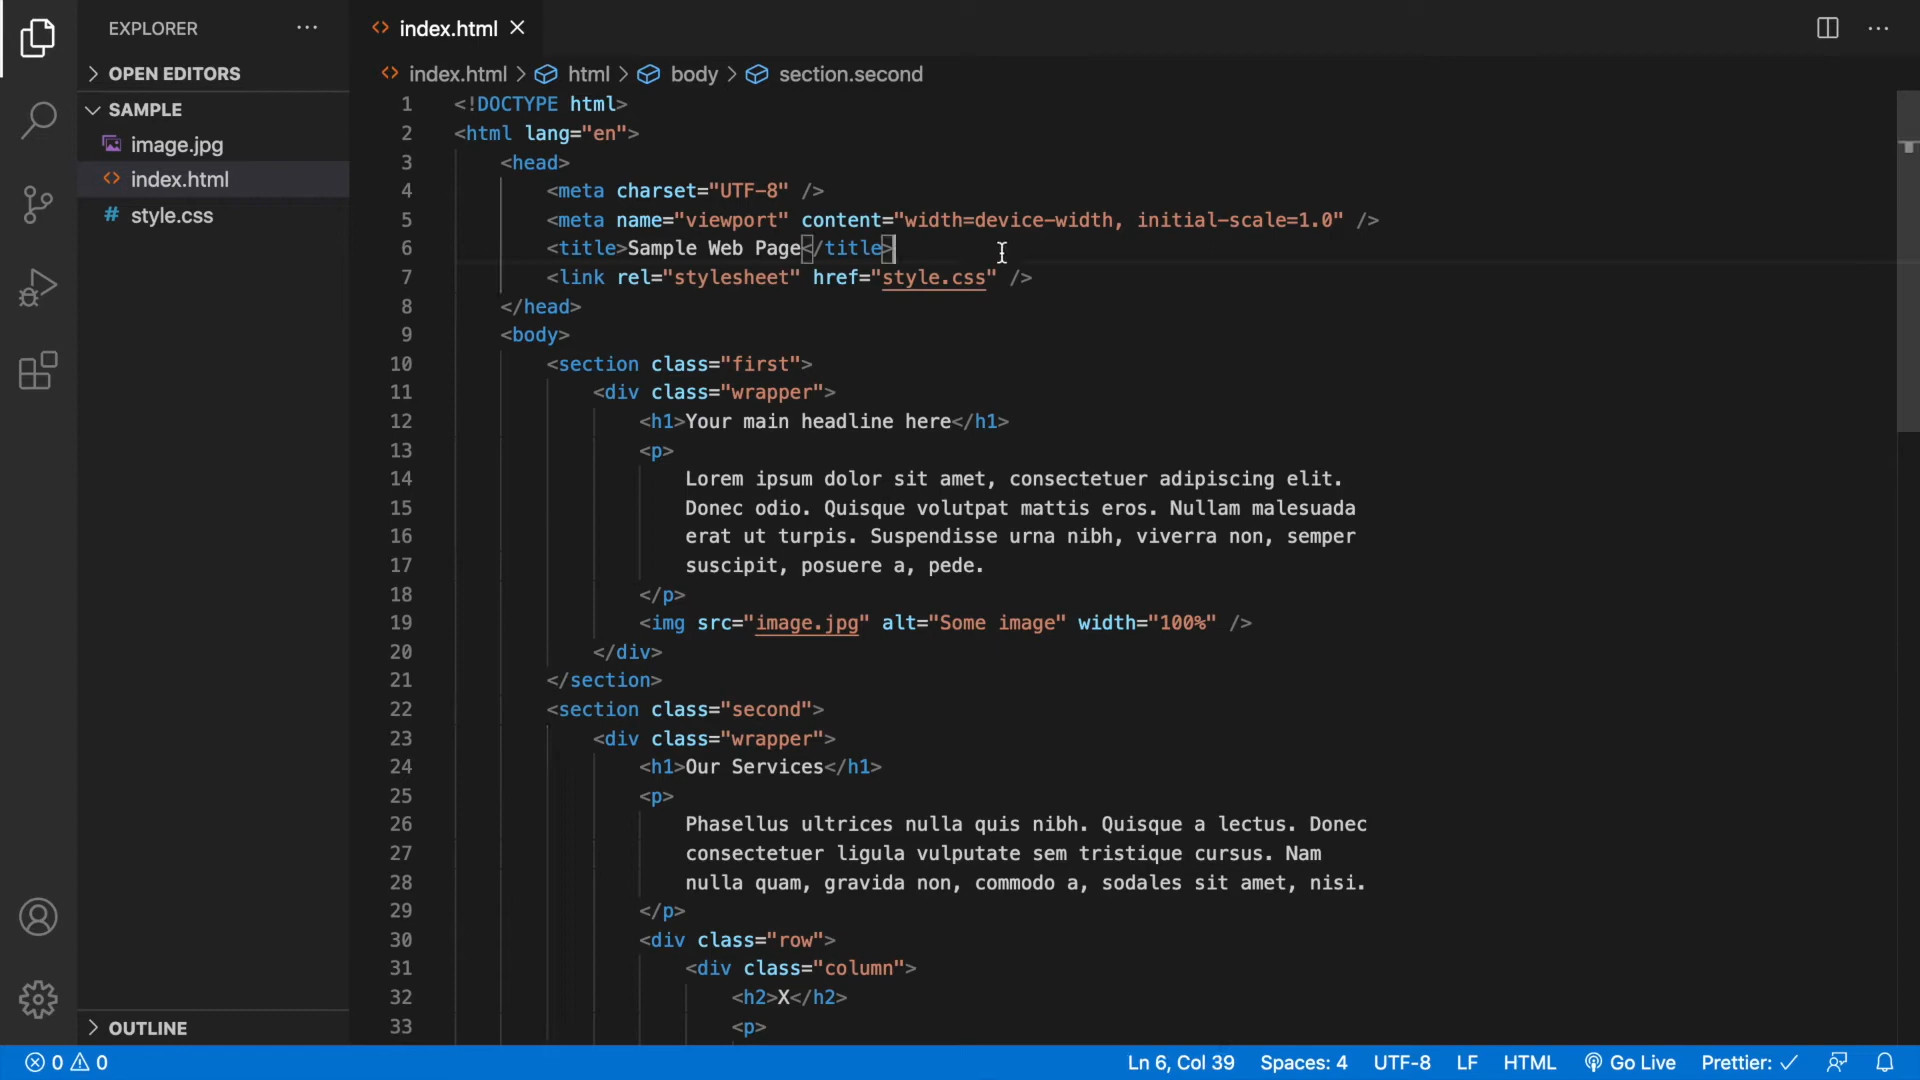 EXPLORER
index.html
OPEN EDITORS
index.html > html > body > section.second
SAMPLE
image.jpg
index.html
style.css
1 <!DOCTYPE html>
2 <html lang="en">
3 <head>
4 <meta charset="UTF-8" />
5 <meta name="viewport" content="width=device-width, initial-scale=1.0" />
6 <title>Sample Web Page</title>
7 <link rel="stylesheet" href="style.css" />
8 </head>
9 <body>
10 <section class="first">
11 <div class="wrapper">
12 <h1>Your main headline here</h1>
13 <p>
14 Lorem ipsum dolor sit amet, consectetuer adipiscing elit.
15 Donec odio. Quisque volutpat mattis eros. Nullam malesuada
16 erat ut turpis. Suspendisse urna nibh, viverra non, semper
17 suscipit, posuere a, pede.
18 </p>
19 <img src="image.jpg" alt="Some image" width="100%" />
20 </div>
21 </section>
22 <section class="second">
23 <div class="wrapper">
24 <h1>Our Services</h1>
25 <p>
26 Phasellus ultrices nulla quis nibh. Quisque a lectus. Donec
27 consectetuer ligula vulputate sem tristique cursus. Nam
28 nulla quam, gravida non, commodo a, sodales sit amet, nisi.
29 </p>
30 <div class="row">
31 <div class="column">
32 <h2>X</h2>
33 <p>
OUTLINE
0 0 Ln 6, Col 39 Spaces: 4 UTF-8 LF HTML Go Live Prettier: ✓